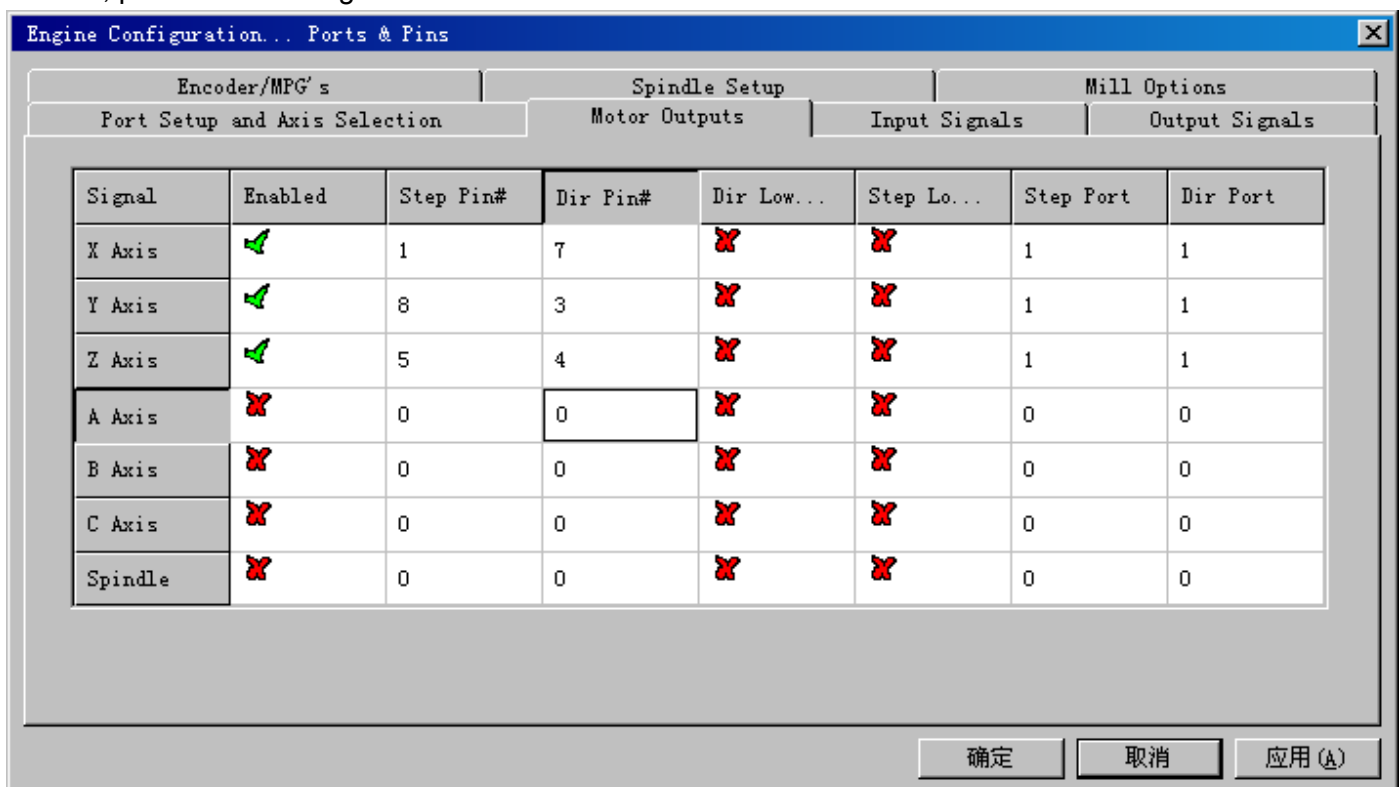 Engine Configuration... Ports & Pins
Encoder/MPG's Spindle Setup Mill Options
Port Setup and Axis Selection Motor Outputs Input Signals Output Signals
Signal Enabled Step Pin# Dir Pin# Dir Low... Step Lo... Step Port Dir Port
X Axis 1 7 1 1
Y Axis 8 3 1 1
Z Axis 5 4 1 1
A Axis 0 0 0 0
B Axis 0 0 0 0
C Axis 0 0 0 0
Spindle 0 0 0 0
确定 取消 应用(A)